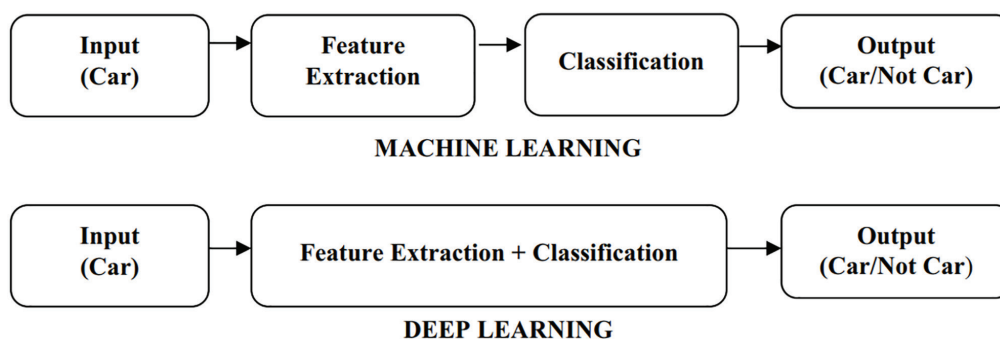 Input
(Car)
Feature
Extraction
Classification
Output
(Car/Not Car)
MACHINE LEARNING
Input
(Car)
Feature Extraction + Classification
Output
(Car/Not Car)
DEEP LEARNING